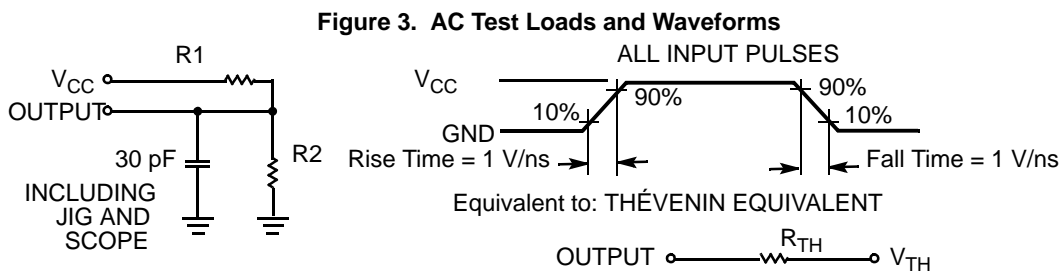 Figure 3. AC Test Loads and Waveforms
R1
V_CC
OUTPUT
30 pF
R2
INCLUDING
JIG AND
SCOPE
ALL INPUT PULSES
V_CC
GND
10%
90%
90%
10%
Rise Time = 1 V/ns
Fall Time = 1 V/ns
Equivalent to: THÉVENIN EQUIVALENT
OUTPUT
R_TH
V_TH